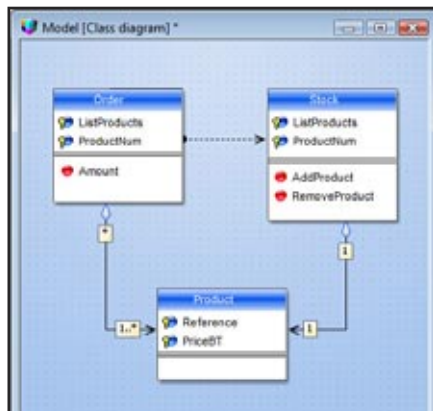 Model [Class diagram] *
Order
ListProducts
ProductNum
Amount
Stock
ListProducts
ProductNum
AddProduct
RemoveProduct
*
1
1..*
1
Product
Reference
PriceBT